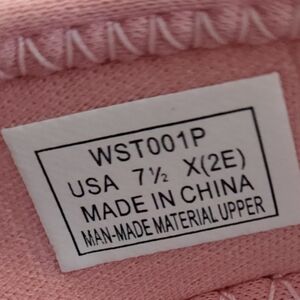 WST001P
USA 7½ X(2E)
MADE IN CHINA
MAN-MADE MATERIAL UPPER